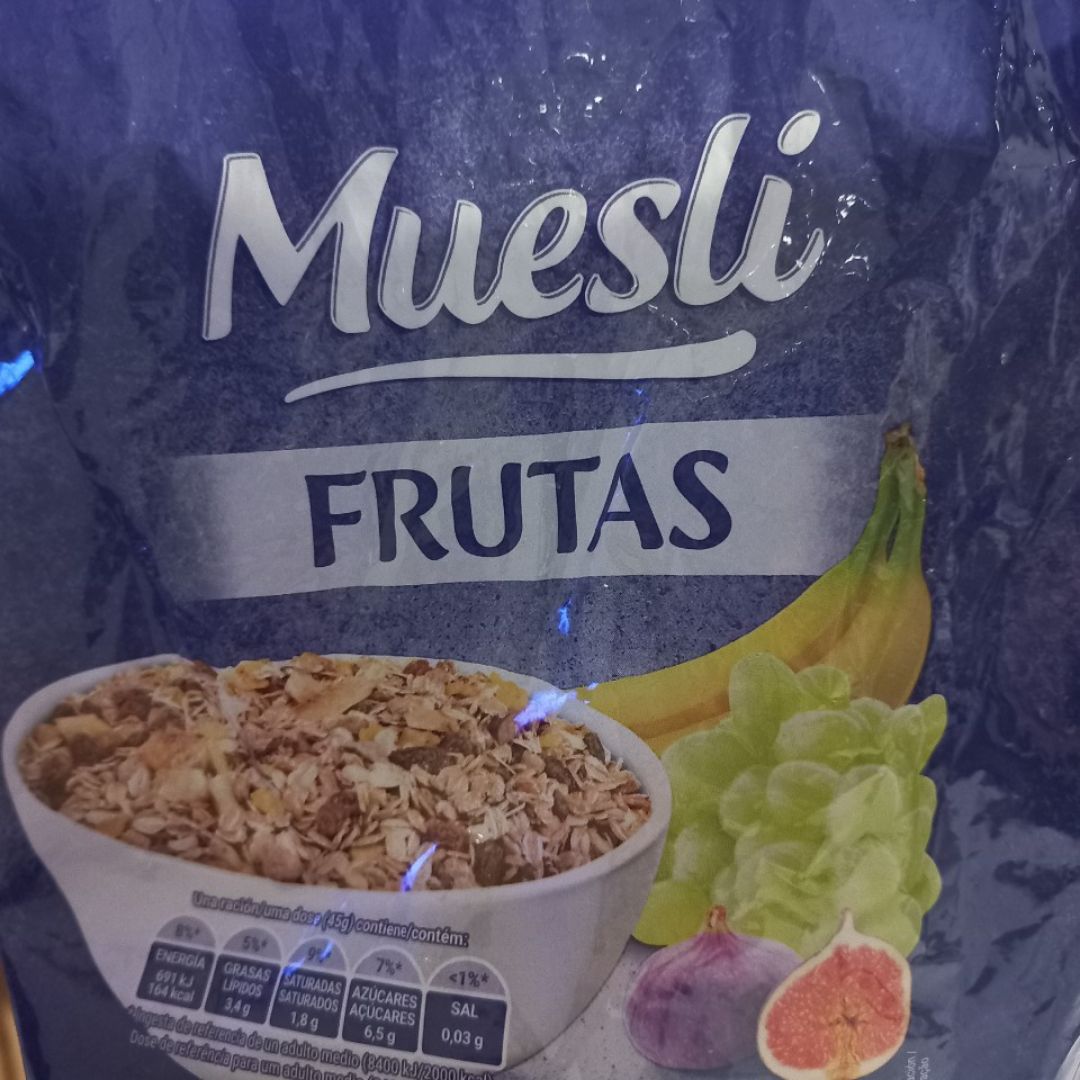 Muesli
FRUTAS
Una ración/uma dose (45g) contiene/contém:
8%* 5%* 9%* 7%* <1%*
ENERGÍA GRASAS SATURADAS AZÚCARES SAL
691 kJ LÍPIDOS SATURADOS AÇÚCARES 0,03 g
164 kcal 3,4 g 1,8 g 6,5 g
*Ingesta de referencia de un adulto medio (8400 kJ/2000 kcal)
Dose de referência para um adulto médio